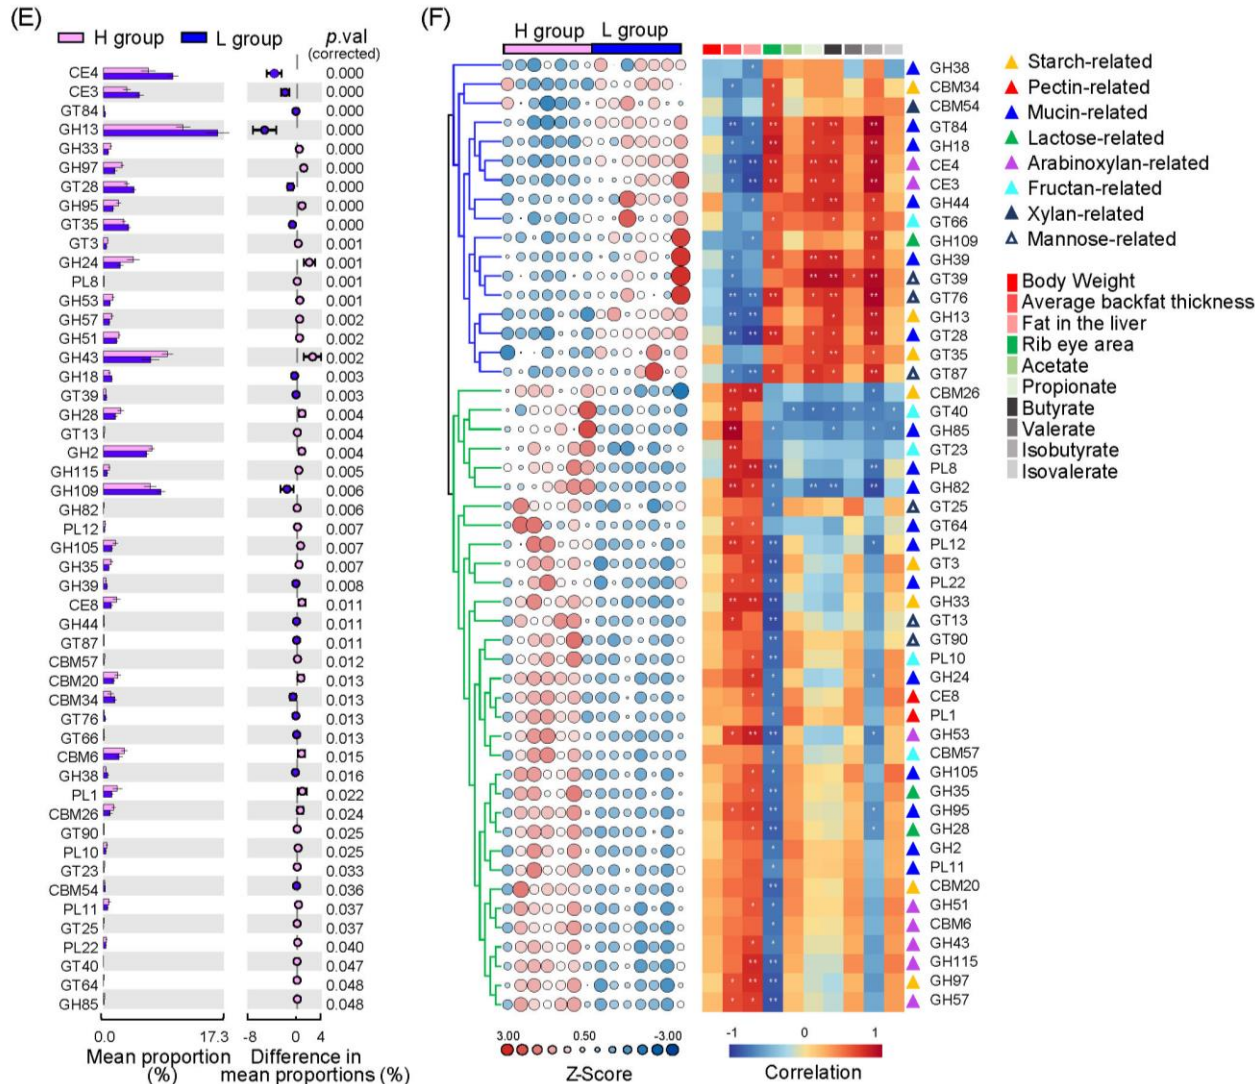 (E)
H group
L group
p.val
(corrected)
CE4 0.000
CE3 0.000
GT84 0.000
GH13 0.000
GH33 0.000
GH97 0.000
GT28 0.000
GH95 0.000
GT35 0.000
GT3 0.001
GH24 0.001
PL8 0.001
GH53 0.001
GH57 0.002
GH51 0.002
GH43 0.002
GH18 0.003
GT39 0.003
GH28 0.004
GT13 0.004
GH2 0.004
GH115 0.005
GH109 0.006
GH82 0.006
PL12 0.007
GH105 0.007
GH35 0.007
GH39 0.008
CE8 0.011
GH44 0.011
GT87 0.011
CBM57 0.012
CBM20 0.013
CBM34 0.013
GT76 0.013
GT66 0.013
CBM6 0.015
GH38 0.016
PL1 0.022
CBM26 0.024
GT90 0.025
PL10 0.025
GT23 0.033
CBM54 0.036
PL11 0.037
GT25 0.037
PL22 0.040
GT40 0.047
GT64 0.048
GH85 0.048
0.0 17.3 -8 0 4
Mean proportion
(%)
Difference in
mean proportions (%)
(F)
H group
L group
GH38
CBM34
CBM54
GT84
GH18
CE4
CE3
GH44
GT66
GH109
GH39
GT39
GT76
GH13
GT28
GT35
GT87
CBM26
GT40
GH85
GT23
PL8
GH82
GT25
GT64
PL12
GT3
PL22
GH33
GT13
GT90
PL10
GH24
CE8
PL1
GH53
CBM57
GH105
GH35
GH95
GH28
GH2
PL11
CBM20
GH51
CBM6
GH43
GH115
GH97
GH57
3.00 0.50 -3.00
Z-Score
-1 0 1
Correlation
Starch-related
Pectin-related
Mucin-related
Lactose-related
Arabinoxylan-related
Fructan-related
Xylan-related
Mannose-related
Body Weight
Average backfat thickness
Fat in the liver
Rib eye area
Acetate
Propionate
Butyrate
Valerate
Isobutyrate
Isovalerate